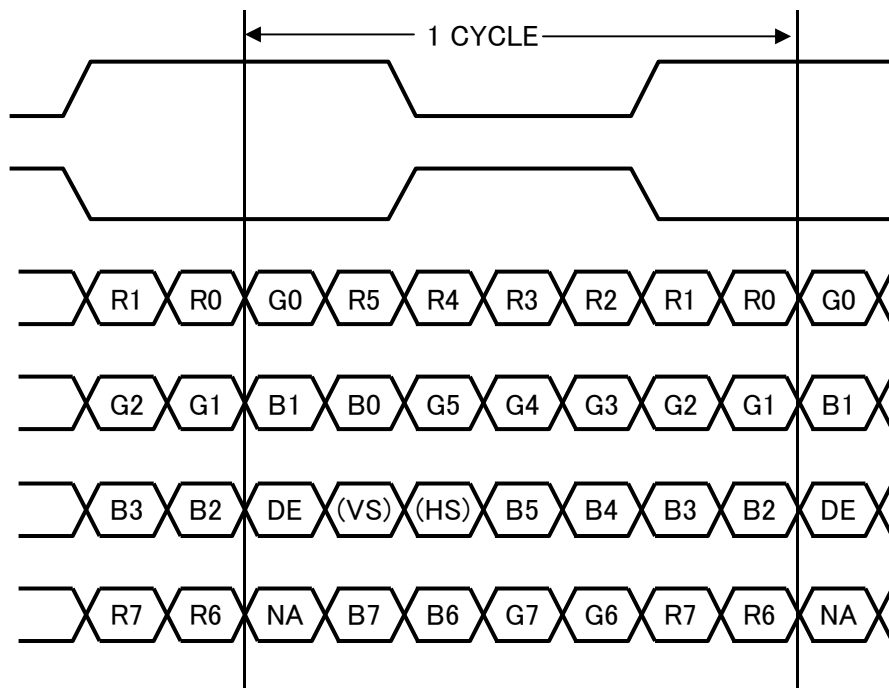 1 CYCLE
R1 R0 G0 R5 R4 R3 R2 R1 R0 G0
G2 G1 B1 B0 G5 G4 G3 G2 G1 B1
B3 B2 DE (VS) (HS) B5 B4 B3 B2 DE
R7 R6 NA B7 B6 G7 G6 R7 R6 NA